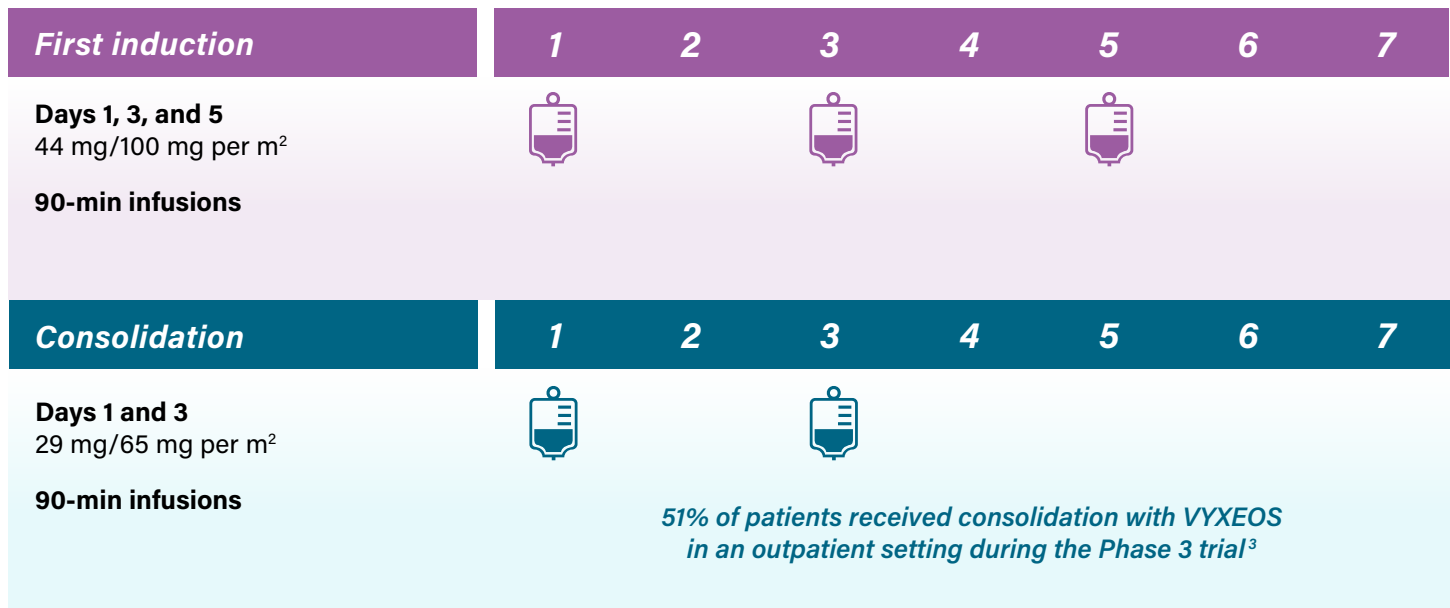 First induction 1 2 3 4 5 6 7
Days 1, 3, and 5
44 mg/100 mg per m²
90-min infusions
Consolidation 1 2 3 4 5 6 7
Days 1 and 3
29 mg/65 mg per m²
90-min infusions
51% of patients received consolidation with VYXEOS
in an outpatient setting during the Phase 3 trial³